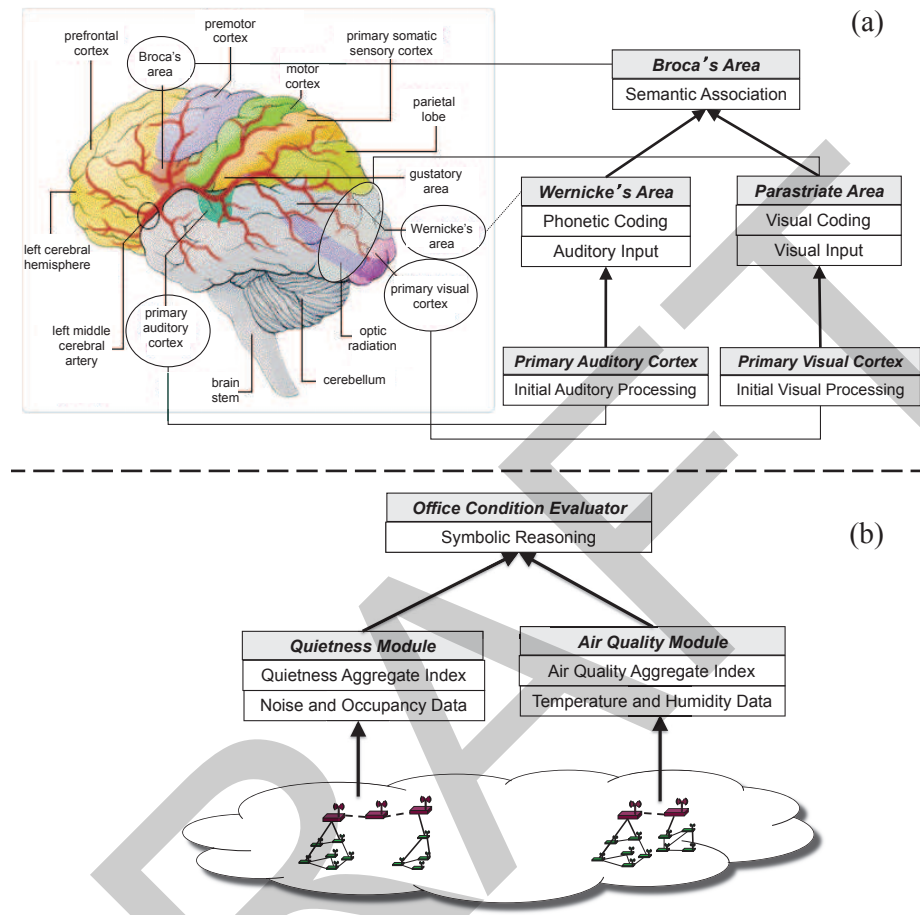 (a)
prefrontal
cortex
premotor
cortex
Broca's
area
primary somatic
sensory cortex
motor
cortex
parietal
lobe
gustatory
area
Wernicke's
area
left cerebral
hemisphere
primary visual
cortex
primary
auditory
cortex
left middle
cerebral
artery
optic
radiation
brain
stem
cerebellum
Broca's Area
Semantic Association
Wernicke's Area
Phonetic Coding
Auditory Input
Parastriate Area
Visual Coding
Visual Input
Primary Auditory Cortex
Initial Auditory Processing
Primary Visual Cortex
Initial Visual Processing
(b)
Office Condition Evaluator
Symbolic Reasoning
Quietness Module
Quietness Aggregate Index
Noise and Occupancy Data
Air Quality Module
Air Quality Aggregate Index
Temperature and Humidity Data
RAFT